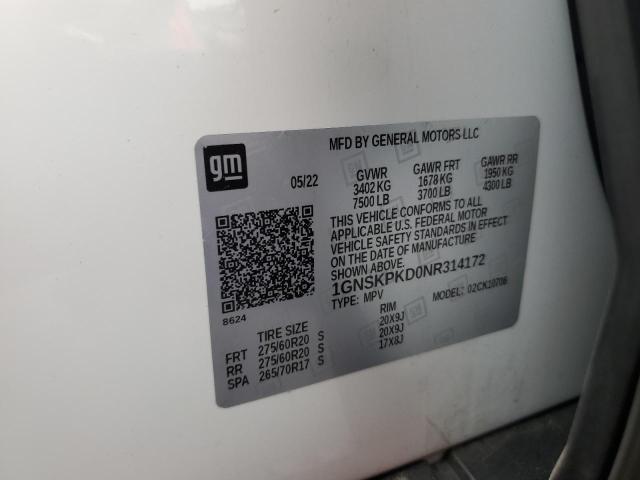 MFD BY GENERAL MOTORS LLC
gm
05/22
GVWR GAWR FRT GAWR RR
3402 KG 1678 KG 1950 KG
7500 LB 3700 LB 4300 LB
THIS VEHICLE CONFORMS TO ALL
APPLICABLE U.S. FEDERAL MOTOR
VEHICLE SAFETY STANDARDS IN EFFECT
ON THE DATE OF MANUFACTURE
SHOWN ABOVE.
1GNSKPKD0NR314172
TYPE: MPV MODEL: 02CK10706
8624
TIRE SIZE RIM
FRT 275/60R20 S 20X9J
RR 275/60R20 S 20X9J
SPA 265/70R17 S 17X8J